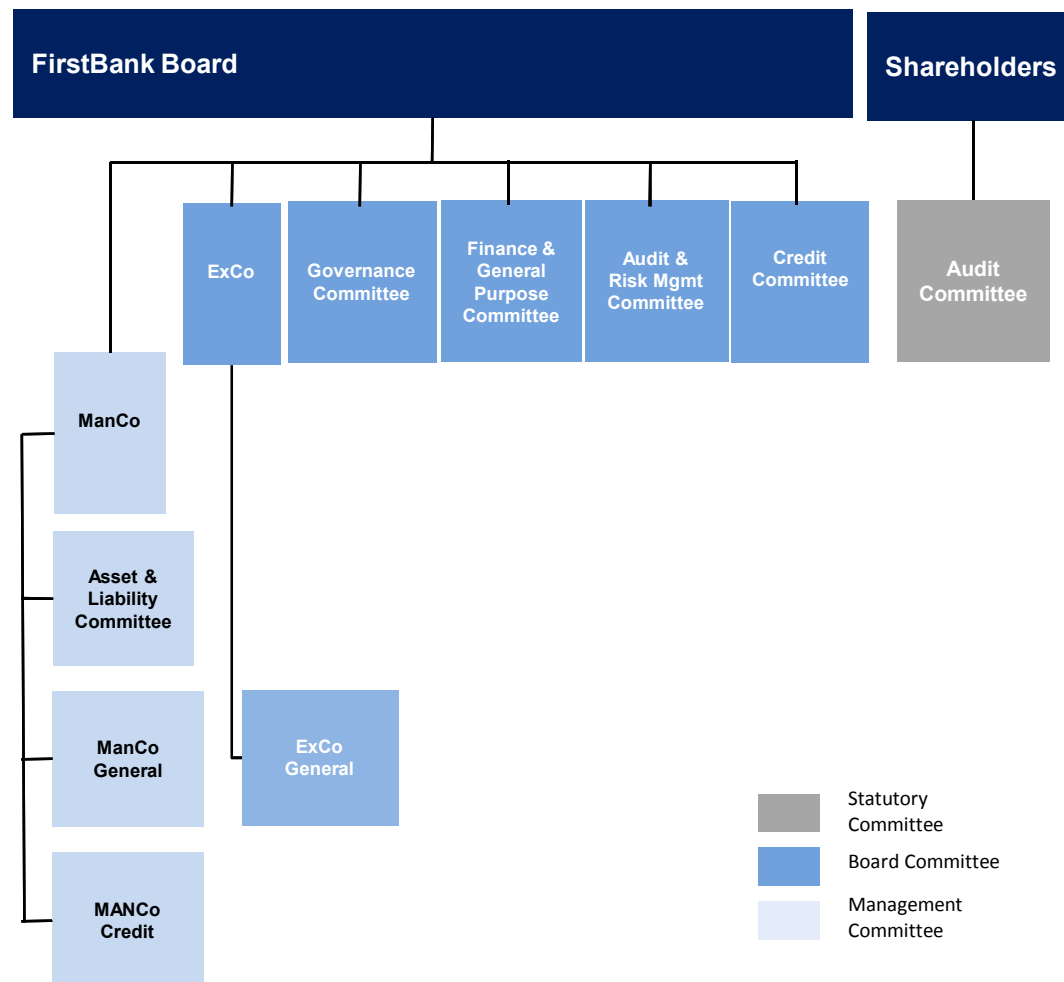 FirstBank Board
Shareholders
ExCo
Governance
Committee
Finance &
General
Purpose
Committee
Audit &
Risk Mgmt
Committee
Credit
Committee
Audit
Committee
ManCo
Asset &
Liability
Committee
ManCo
General
ExCo
General
MANCo
Credit
Statutory
Committee
Board Committee
Management
Committee